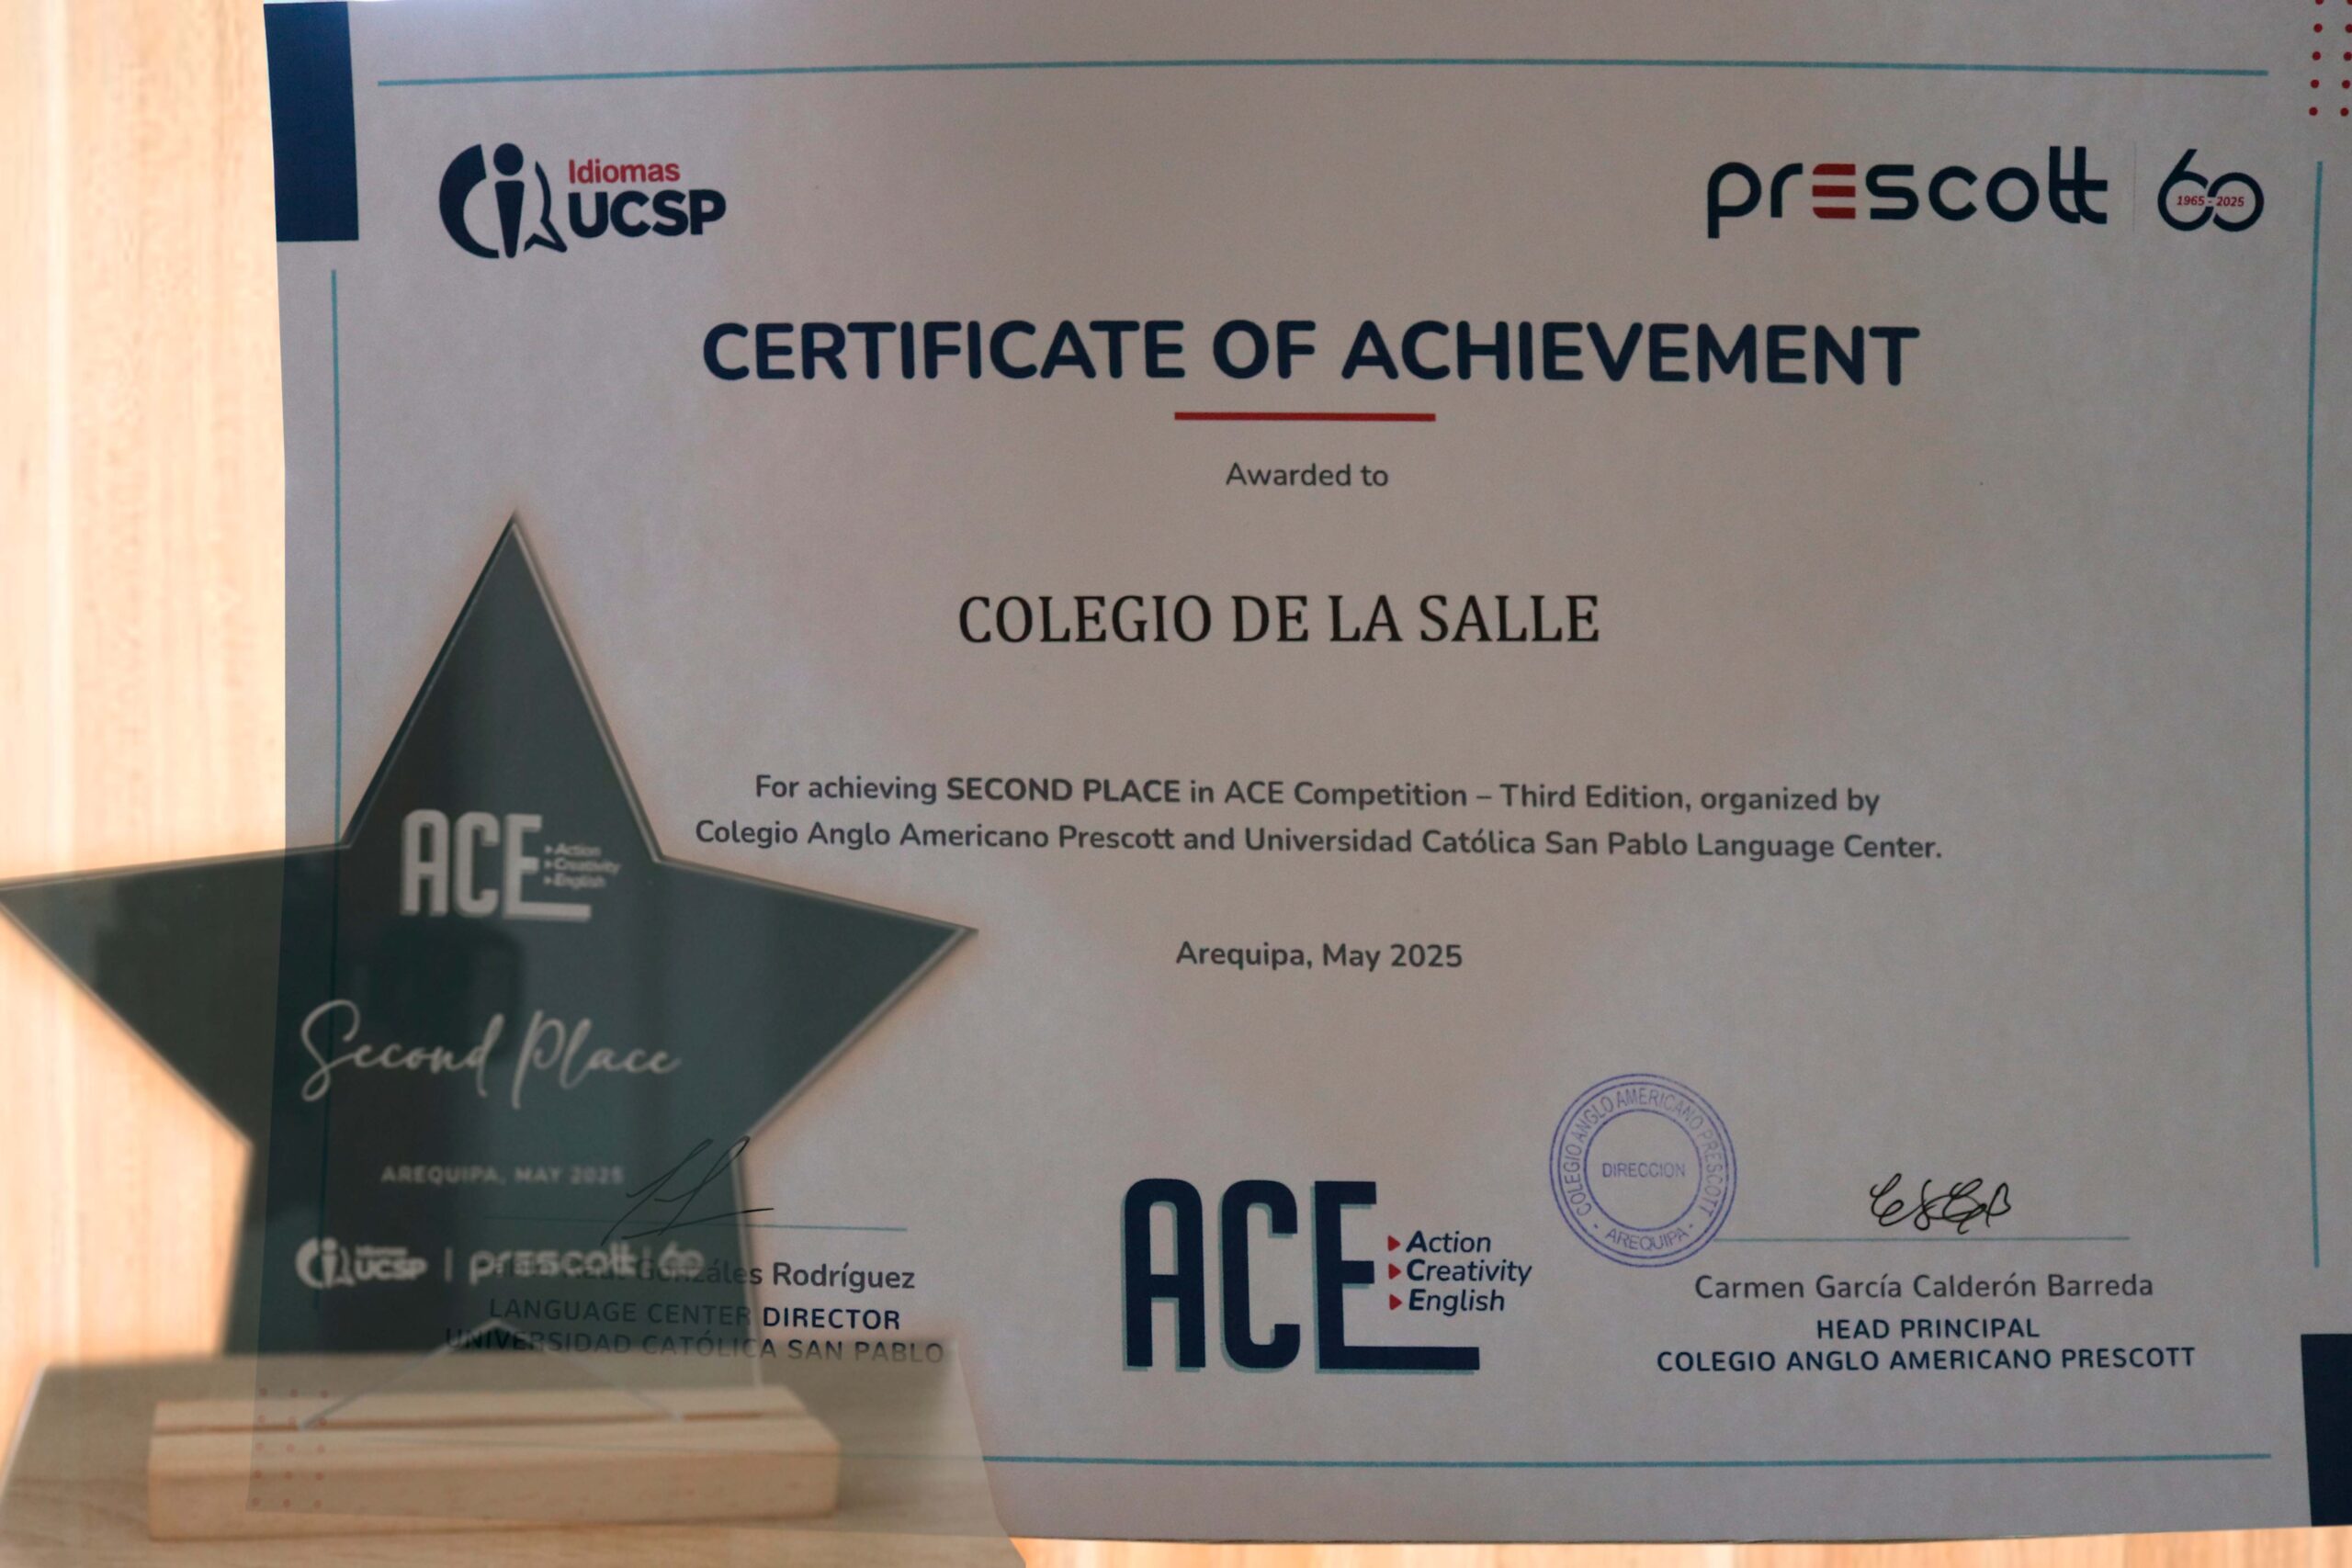 Idiomas
UCSP
prescott
60
1965 - 2025
CERTIFICATE OF ACHIEVEMENT
Awarded to
COLEGIO DE LA SALLE
For achieving SECOND PLACE in ACE Competition – Third Edition, organized by
Colegio Anglo Americano Prescott and Universidad Católica San Pablo Language Center.
Arequipa, May 2025
ACE
Action
Creativity
English
Second Place
AREQUIPA, MAY 2025
Idiomas
UCSP
prescott
60
Gonzáles Rodríguez
LANGUAGE CENTER DIRECTOR
UNIVERSIDAD CATÓLICA SAN PABLO
ACE
Action
Creativity
English
COLEGIO ANGLO AMERICANO PRESCOTT
DIRECCION
- AREQUIPA -
Carmen García Calderón Barreda
HEAD PRINCIPAL
COLEGIO ANGLO AMERICANO PRESCOTT